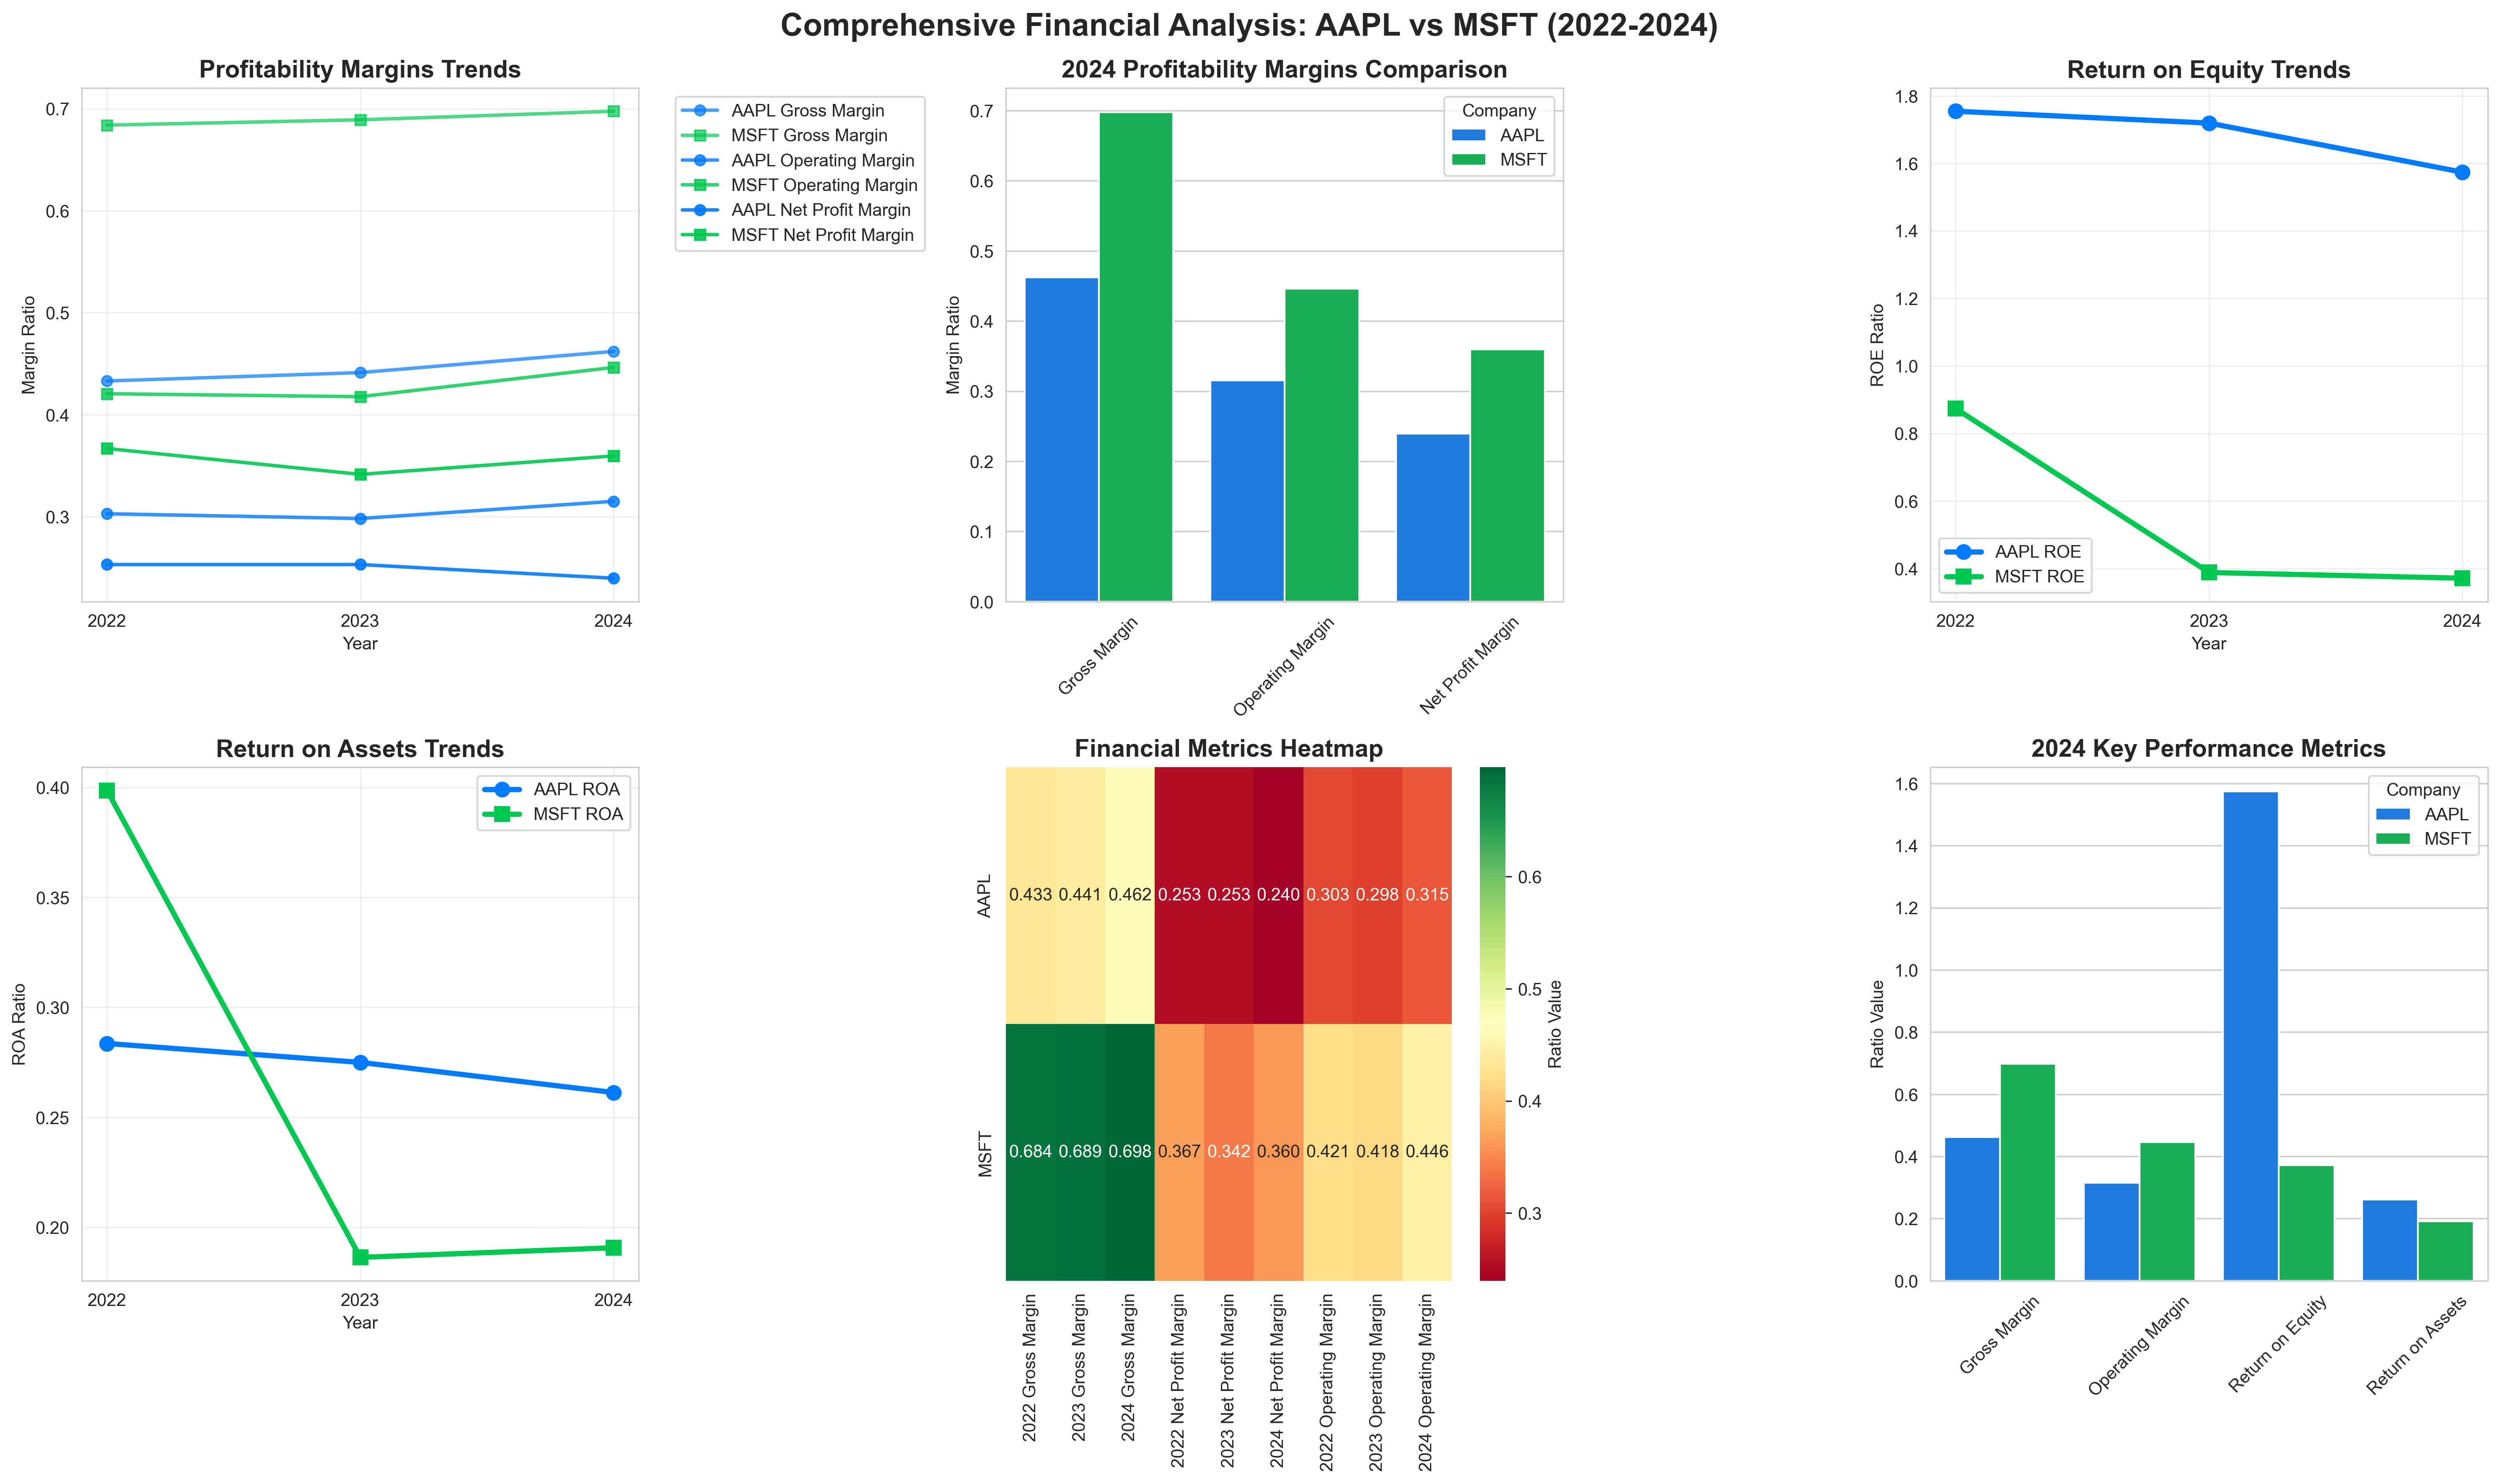 Comprehensive Financial Analysis: AAPL vs MSFT (2022-2024)
Profitability Margins Trends
0.7
0.6
0.5
0.4
0.3
Margin Ratio
2022
2023
2024
Year
AAPL Gross Margin
MSFT Gross Margin
AAPL Operating Margin
MSFT Operating Margin
AAPL Net Profit Margin
MSFT Net Profit Margin
2024 Profitability Margins Comparison
0.7
0.6
0.5
0.4
0.3
0.2
0.1
0.0
Margin Ratio
Company
AAPL
MSFT
Gross Margin
Operating Margin
Net Profit Margin
Return on Equity Trends
1.8
1.6
1.4
1.2
1.0
0.8
0.6
0.4
ROE Ratio
AAPL ROE
MSFT ROE
2022
2023
2024
Year
Return on Assets Trends
0.40
0.35
0.30
0.25
0.20
ROA Ratio
AAPL ROA
MSFT ROA
2022
2023
2024
Year
Financial Metrics Heatmap
AAPL
0.433 0.441 0.462 0.253 0.253 0.240 0.303 0.298 0.315
MSFT
0.684 0.689 0.698 0.367 0.342 0.360 0.421 0.418 0.446
2022 Gross Margin
2023 Gross Margin
2024 Gross Margin
2022 Net Profit Margin
2023 Net Profit Margin
2024 Net Profit Margin
2022 Operating Margin
2023 Operating Margin
2024 Operating Margin
0.6
0.5
0.4
0.3
Ratio Value
2024 Key Performance Metrics
1.6
1.4
1.2
1.0
0.8
0.6
0.4
0.2
0.0
Ratio Value
Company
AAPL
MSFT
Gross Margin
Operating Margin
Return on Equity
Return on Assets